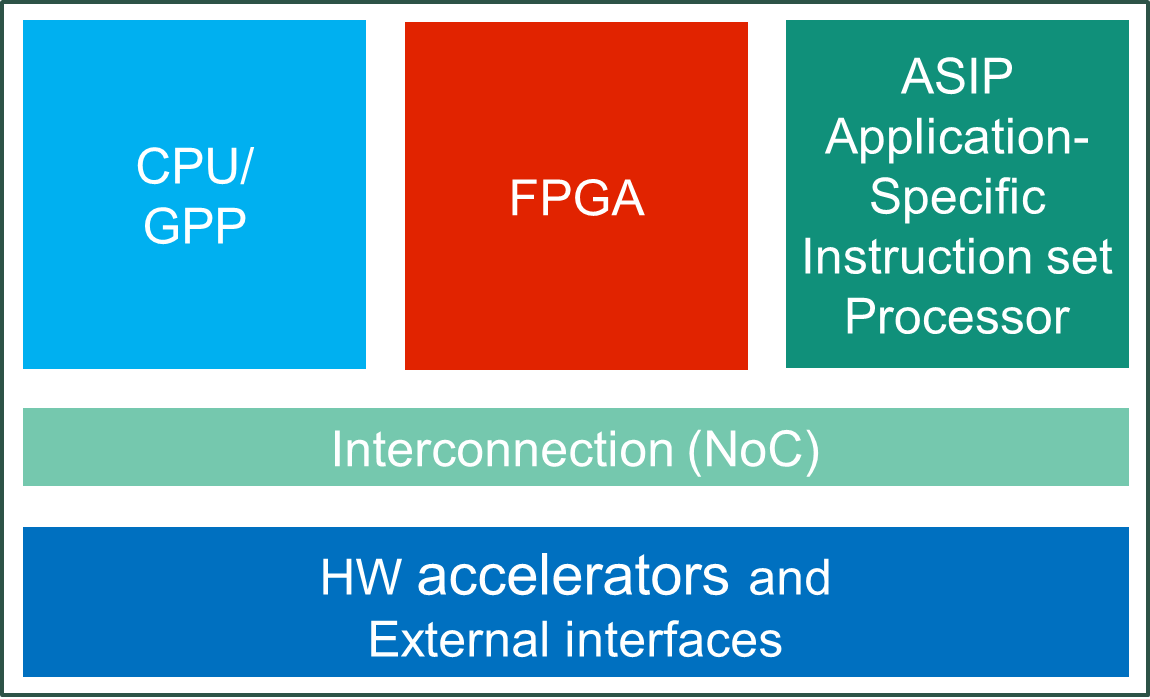 CPU/
GPP
FPGA
ASIP
Application-
Specific
Instruction set
Processor
Interconnection (NoC)
HW accelerators and
External interfaces